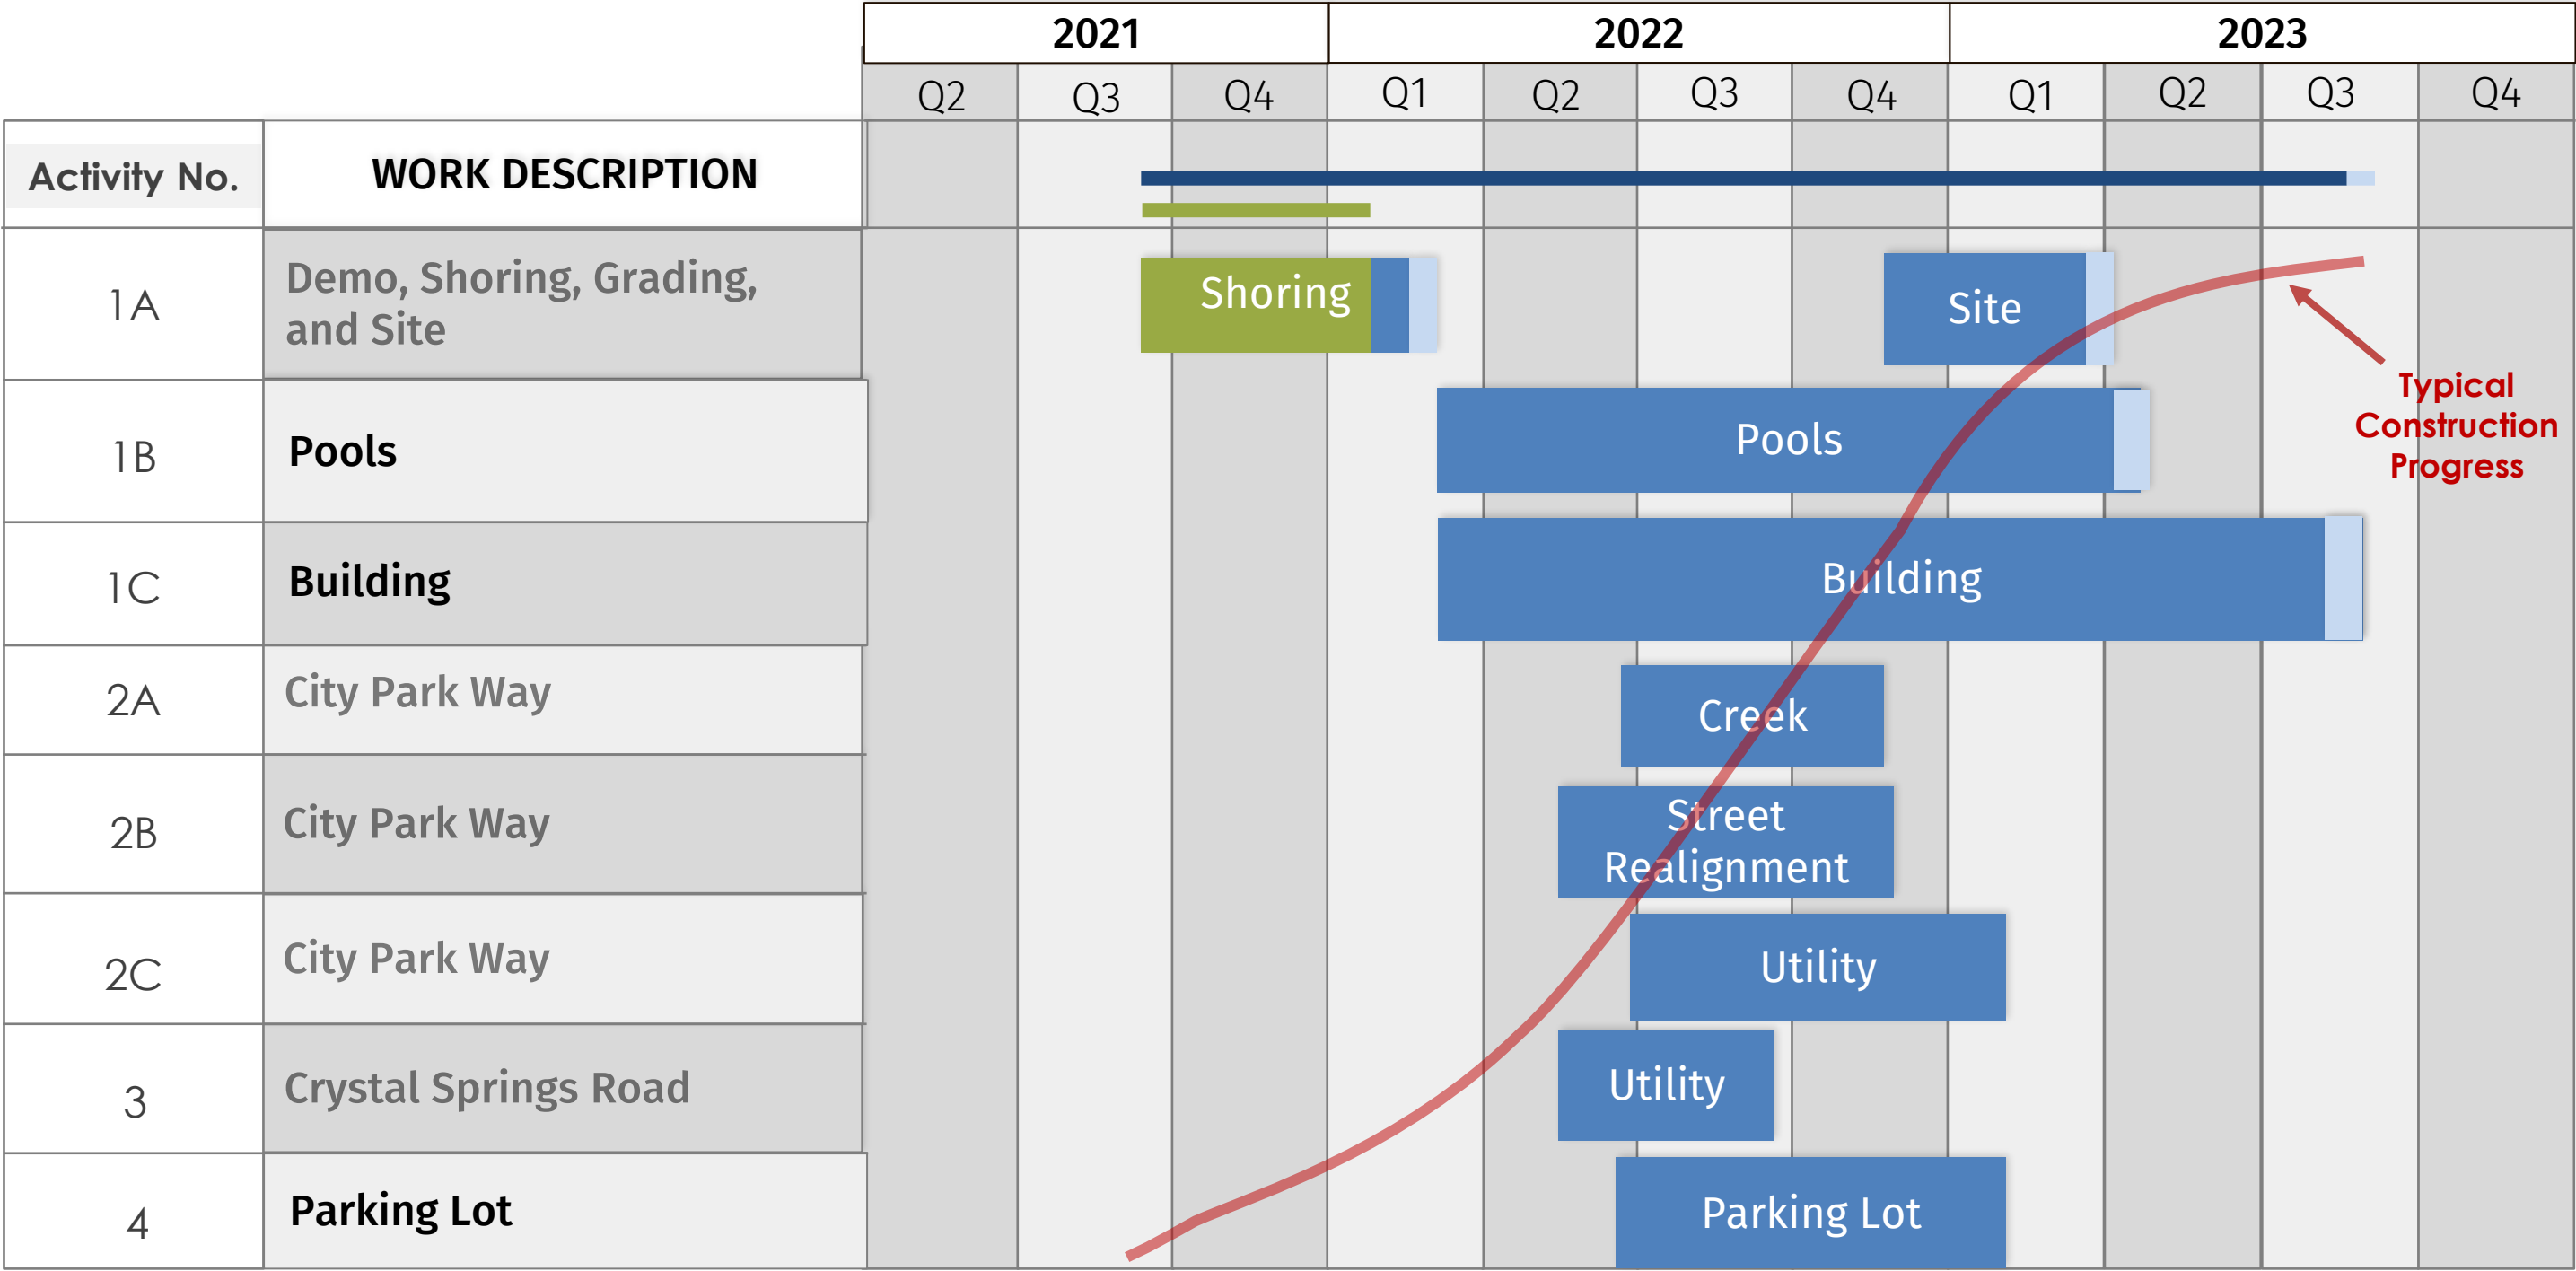 2021 2022 2023
Q2 Q3 Q4 Q1 Q2 Q3 Q4 Q1 Q2 Q3 Q4
Activity No. WORK DESCRIPTION
1A Demo, Shoring, Grading,
and Site
Shoring Site
Typical
Construction
Progress
1B Pools Pools
1C Building Building
2A City Park Way Creek
2B City Park Way Street
Realignment
2C City Park Way Utility
3 Crystal Springs Road Utility
4 Parking Lot Parking Lot